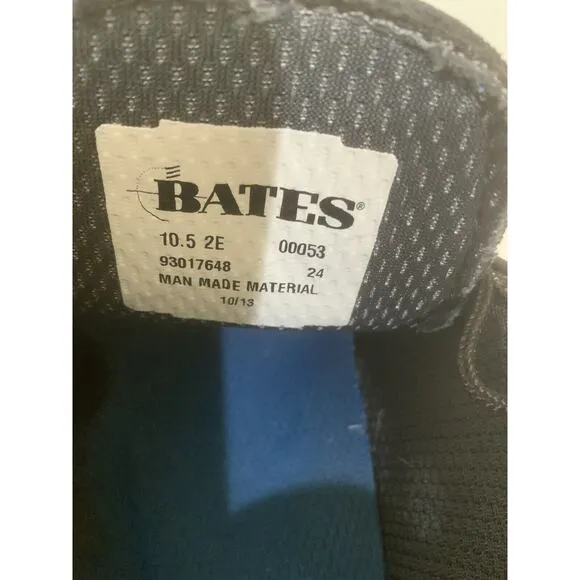 BATES®
10.5 2E 00053
93017648 24
MAN MADE MATERIAL
10/13